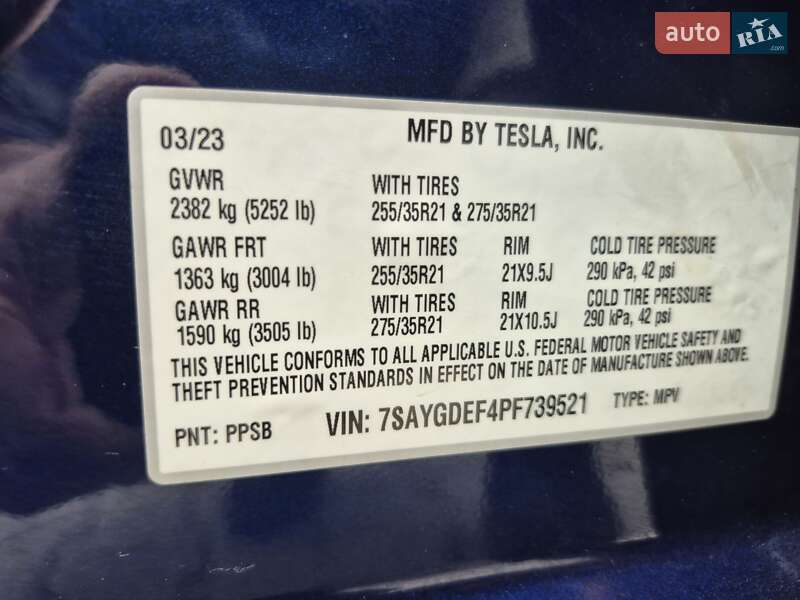 auto RIA
03/23 MFD BY TESLA, INC.
GVWR WITH TIRES
2382 kg (5252 lb) 255/35R21 & 275/35R21
GAWR FRT WITH TIRES RIM COLD TIRE PRESSURE
1363 kg (3004 lb) 255/35R21 21X9.5J 290 kPa, 42 psi
GAWR RR WITH TIRES RIM COLD TIRE PRESSURE
1590 kg (3505 lb) 275/35R21 21X10.5J 290 kPa, 42 psi
THIS VEHICLE CONFORMS TO ALL APPLICABLE U.S. FEDERAL MOTOR VEHICLE SAFETY AND
THEFT PREVENTION STANDARDS IN EFFECT ON THE DATE OF MANUFACTURE SHOWN ABOVE.
PNT: PPSB VIN: 7SAYGDEF4PF739521 TYPE: MPV